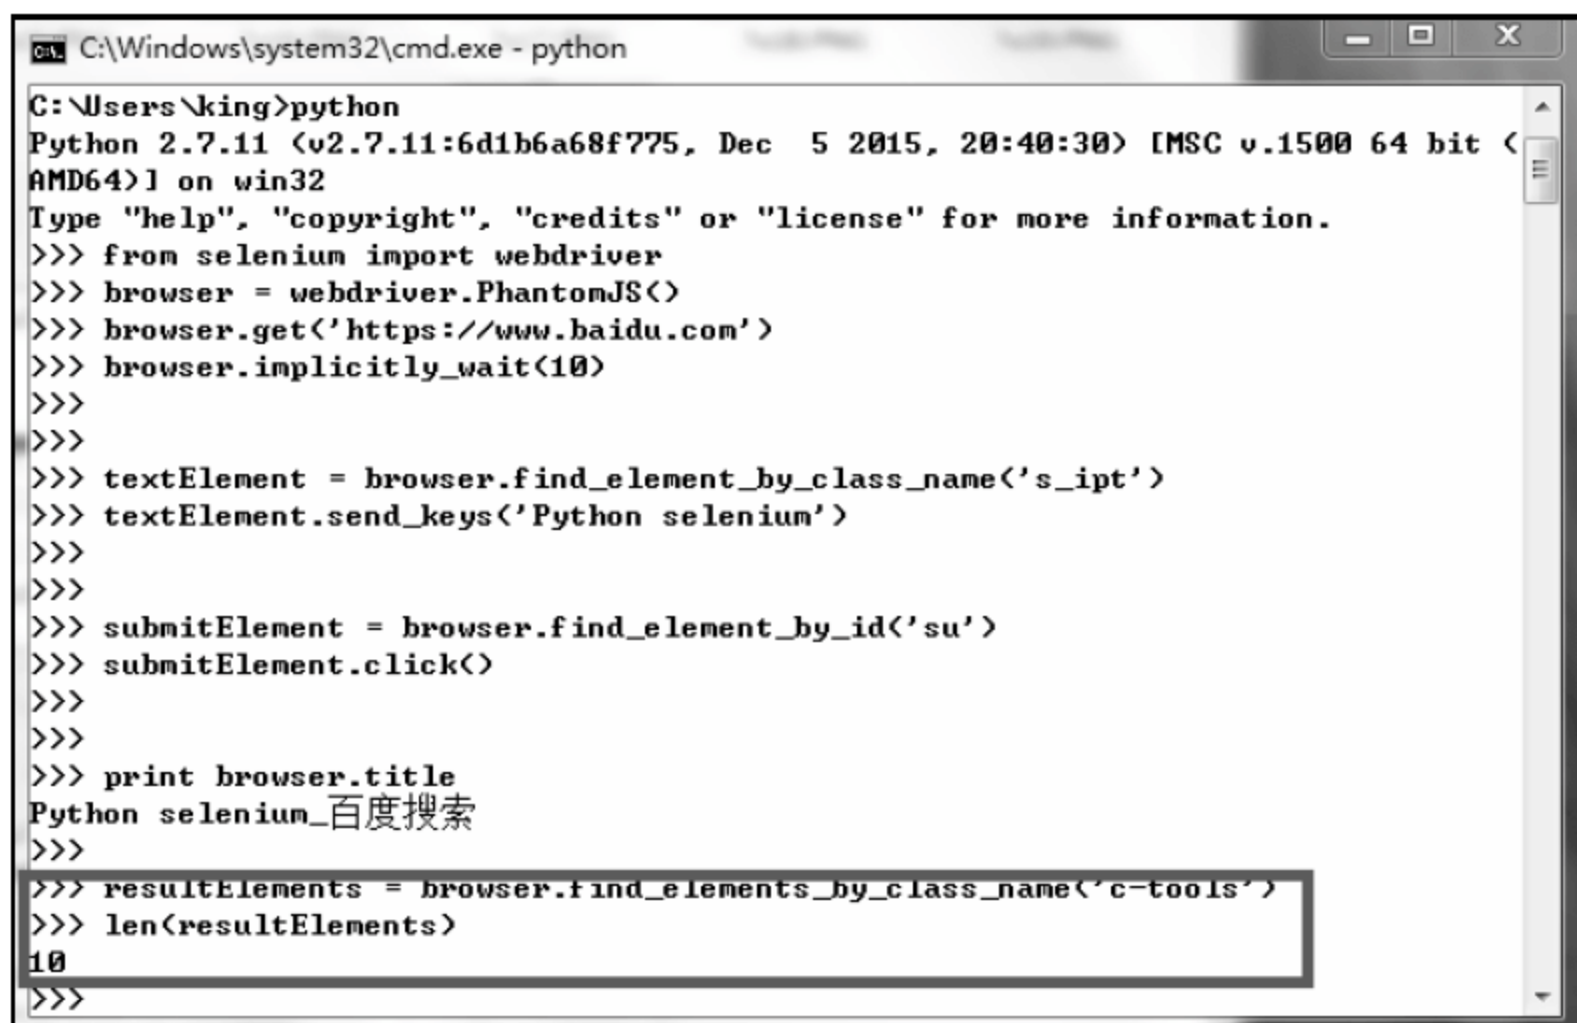 C:\Windows\system32\cmd.exe - python
C:\Users\king>python
Python 2.7.11 (v2.7.11:6d1b6a68f775, Dec  5 2015, 20:40:30) [MSC v.1500 64 bit (
AMD64)] on win32
Type "help", "copyright", "credits" or "license" for more information.
>>> from selenium import webdriver
>>> browser = webdriver.PhantomJS()
>>> browser.get('https://www.baidu.com')
>>> browser.implicitly_wait(10)
>>>
>>>
>>> textElement = browser.find_element_by_class_name('s_ipt')
>>> textElement.send_keys('Python selenium')
>>>
>>>
>>> submitElement = browser.find_element_by_id('su')
>>> submitElement.click()
>>>
>>>
>>> print browser.title
Python selenium_百度搜索
>>>
>>> resultElements = browser.find_elements_by_class_name('c-tools')
>>> len(resultElements)
10
>>>